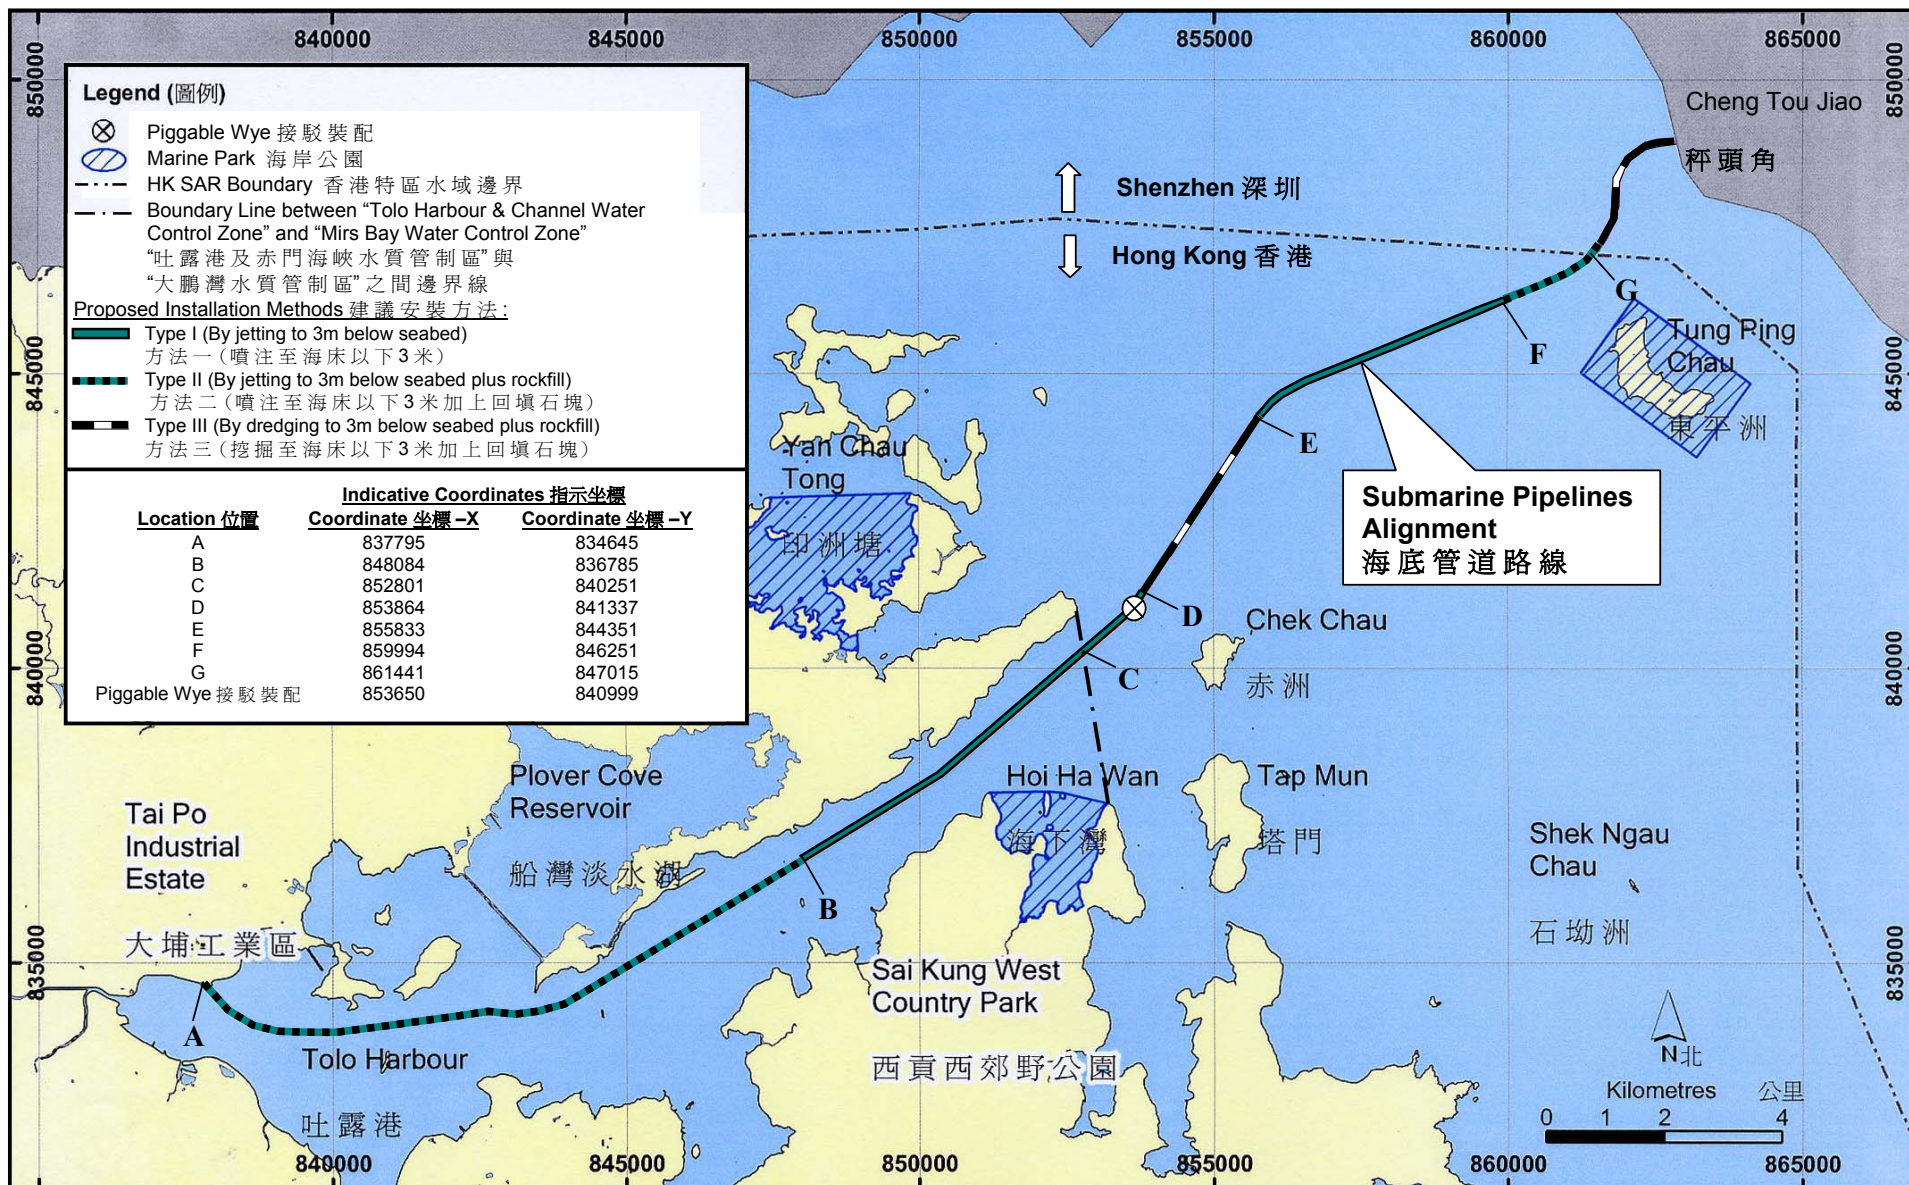 840000 845000 850000 855000 860000 865000
850000
845000
840000
835000
850000
845000
840000
835000
Legend (圖例)
Piggable Wye 接駁裝配
Marine Park 海岸公園
HK SAR Boundary 香港特區水域邊界
Boundary Line between “Tolo Harbour & Channel Water
Control Zone” and “Mirs Bay Water Control Zone”
“吐露港及赤門海峽水質管制區”與
“大鵬灣水質管制區”之間邊界線
Proposed Installation Methods 建議安裝方法:
Type I (By jetting to 3m below seabed)
方法一(噴注至海床以下3米)
Type II (By jetting to 3m below seabed plus rockfill)
方法二(噴注至海床以下3米加上回填石塊)
Type III (By dredging to 3m below seabed plus rockfill)
方法三(挖掘至海床以下3米加上回填石塊)
Indicative Coordinates 指示坐標
Location 位置 Coordinate 坐標 –X Coordinate 坐標 –Y
A 837795 834645
B 848084 836785
C 852801 840251
D 853864 841337
E 855833 844351
F 859994 846251
G 861441 847015
Piggable Wye 接駁裝配 853650 840999
Cheng Tou Jiao
秤頭角
Shenzhen 深圳
Hong Kong 香港
G
Tung Ping
Chau
東平洲
F
E
Submarine Pipelines
Alignment
海底管道路線
Yan Chau
Tong
印洲塘
D
C
Chek Chau
赤洲
Hoi Ha Wan
海下灣
Tap Mun
塔門
Shek Ngau
Chau
石坳洲
Plover Cove
Reservoir
船灣淡水湖
B
Tai Po
Industrial
Estate
大埔工業區
A
Tolo Harbour
吐露港
Sai Kung West
Country Park
西貢西郊野公園
N北
Kilometres 公里
0 1 2 4
840000 845000 850000 855000 860000 865000